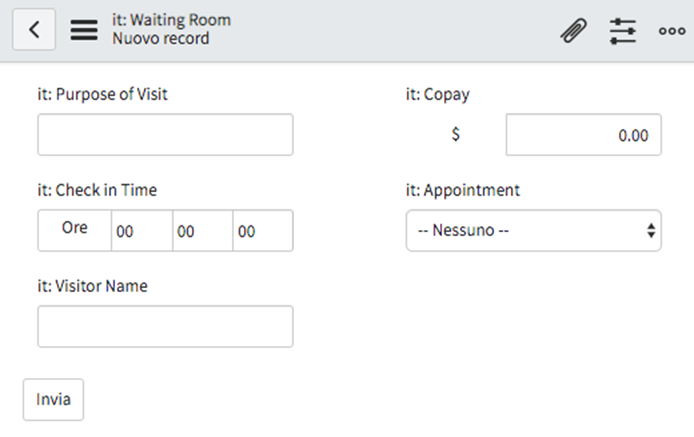 it: Waiting Room
Nuovo record
it: Purpose of Visit
it: Copay
$ 0.00
it: Check in Time
it: Appointment
Ore 00 00 00
-- Nessuno --
it: Visitor Name
Invia